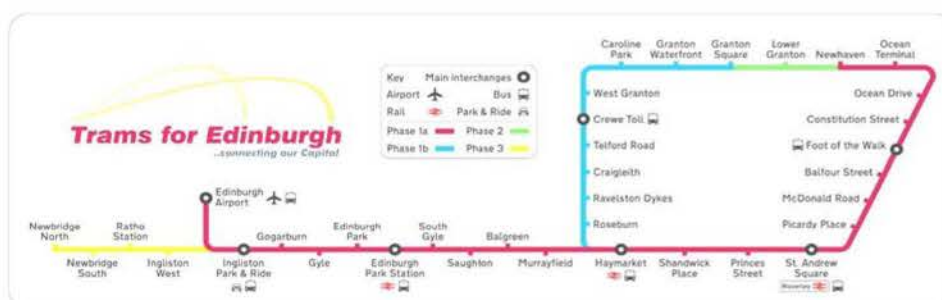 Trams for Edinburgh
...connecting our Capital
Key
Main interchanges
Airport
Bus
Rail
Park & Ride
Phase 1a
Phase 2
Phase 1b
Phase 3
Caroline
Park
Granton
Waterfront
Granton
Square
Lower
Granton
Newhaven
Ocean
Terminal
West Granton
Crewe Toll
Telford Road
Craigleith
Ravelston Dykes
Roseburn
Ocean Drive
Constitution Street
Foot of the Walk
Balfour Street
McDonald Road
Picardy Place
Edinburgh
Airport
Newbridge
North
Ratho
Station
Gogarburn
Edinburgh
Park
South
Gyle
Balgreen
Newbridge
South
Ingliston
West
Ingliston
Park & Ride
Gyle
Edinburgh
Park Station
Saughton
Murrayfield
Haymarket
Shandwick
Place
Princes
Street
St. Andrew
Square
Waverley